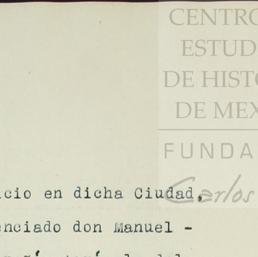 CENTRO
ESTUD
DE HISTO
DE MEX
FUNDA
Carlos
icio en dicha Ciudad,
enciado don Manuel -